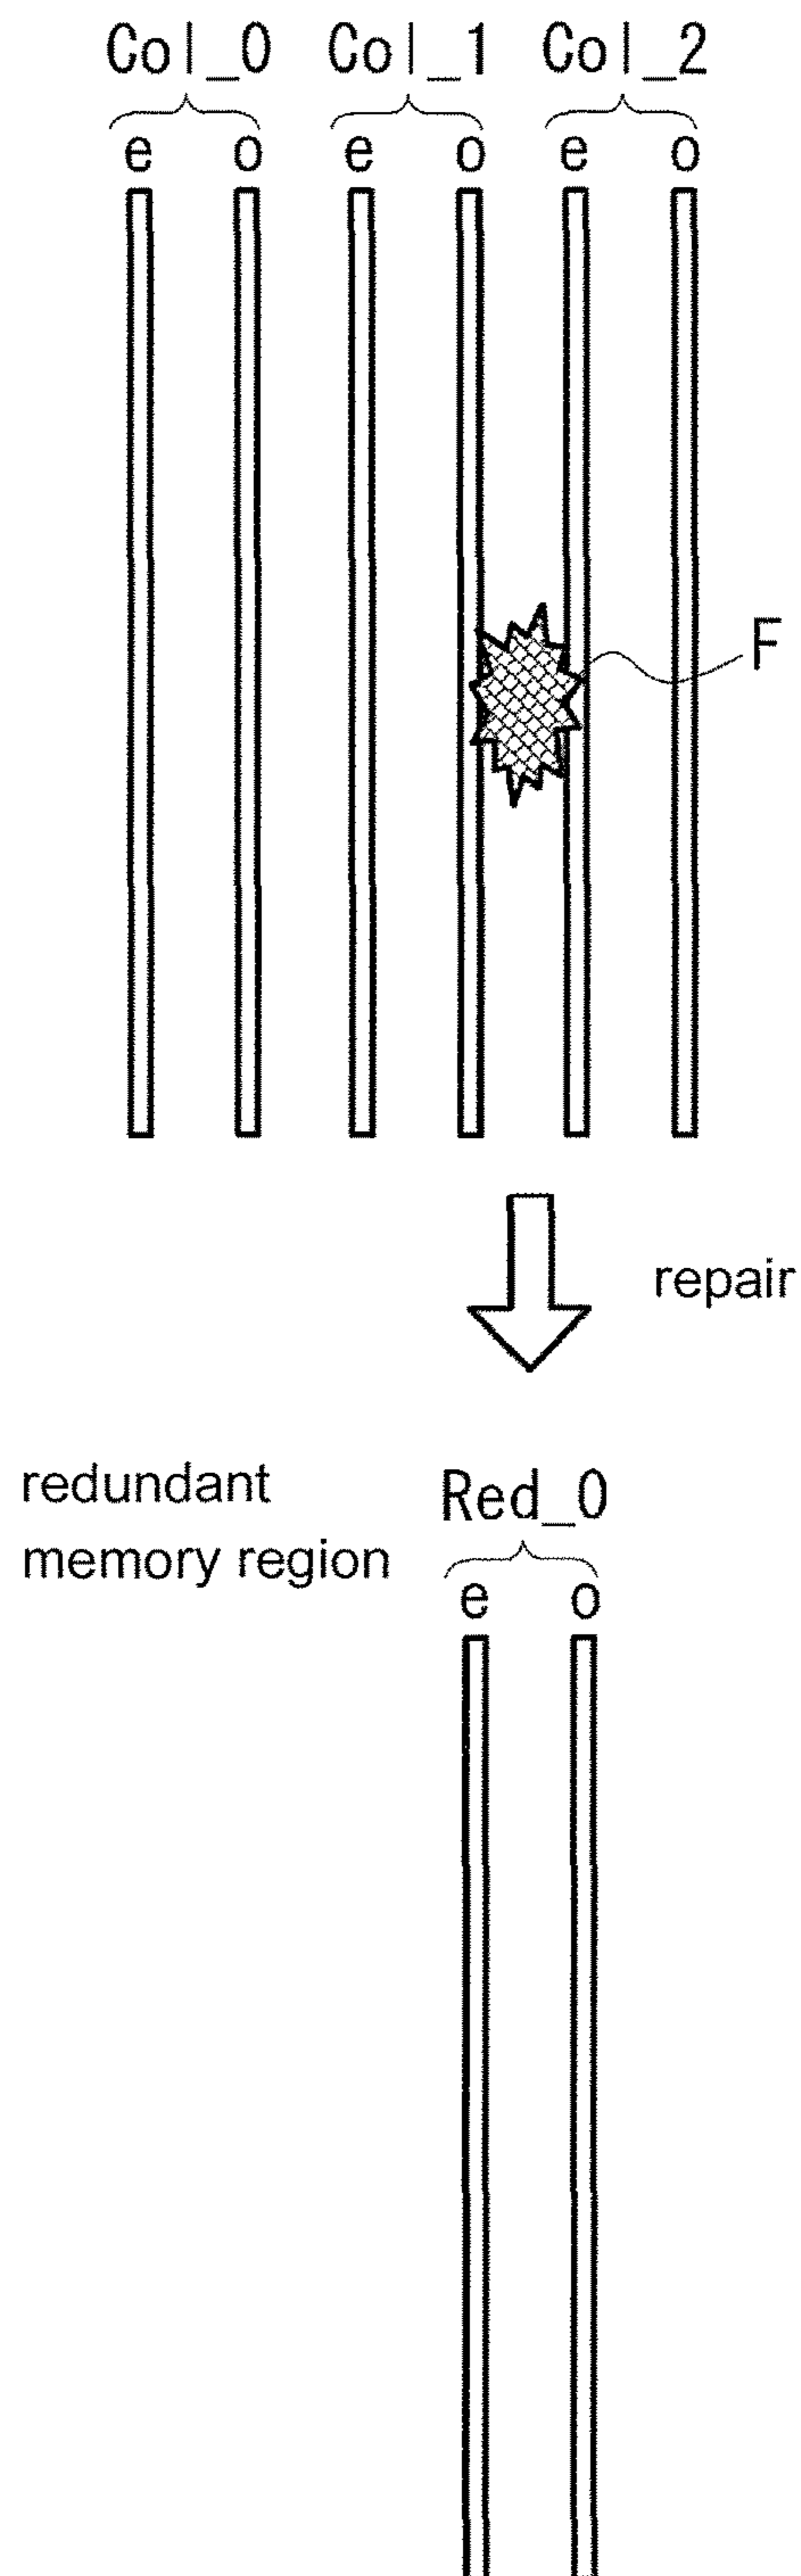 Col_0 Col_1 Col_2
e o e o e o
F
repair
redundant
memory region
Red_0
e o